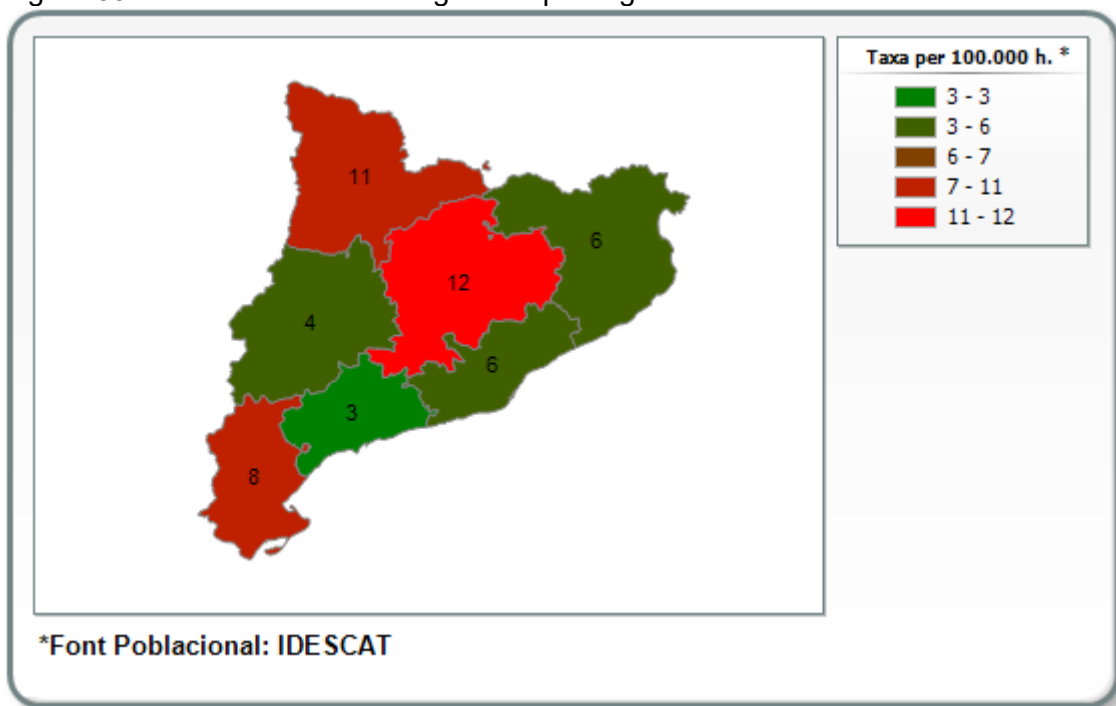 Taxa per 100.000 h. *
3 - 3
3 - 6
6 - 7
7 - 11
11 - 12
11
6
12
4
6
3
8
*Font Poblacional: IDESCAT